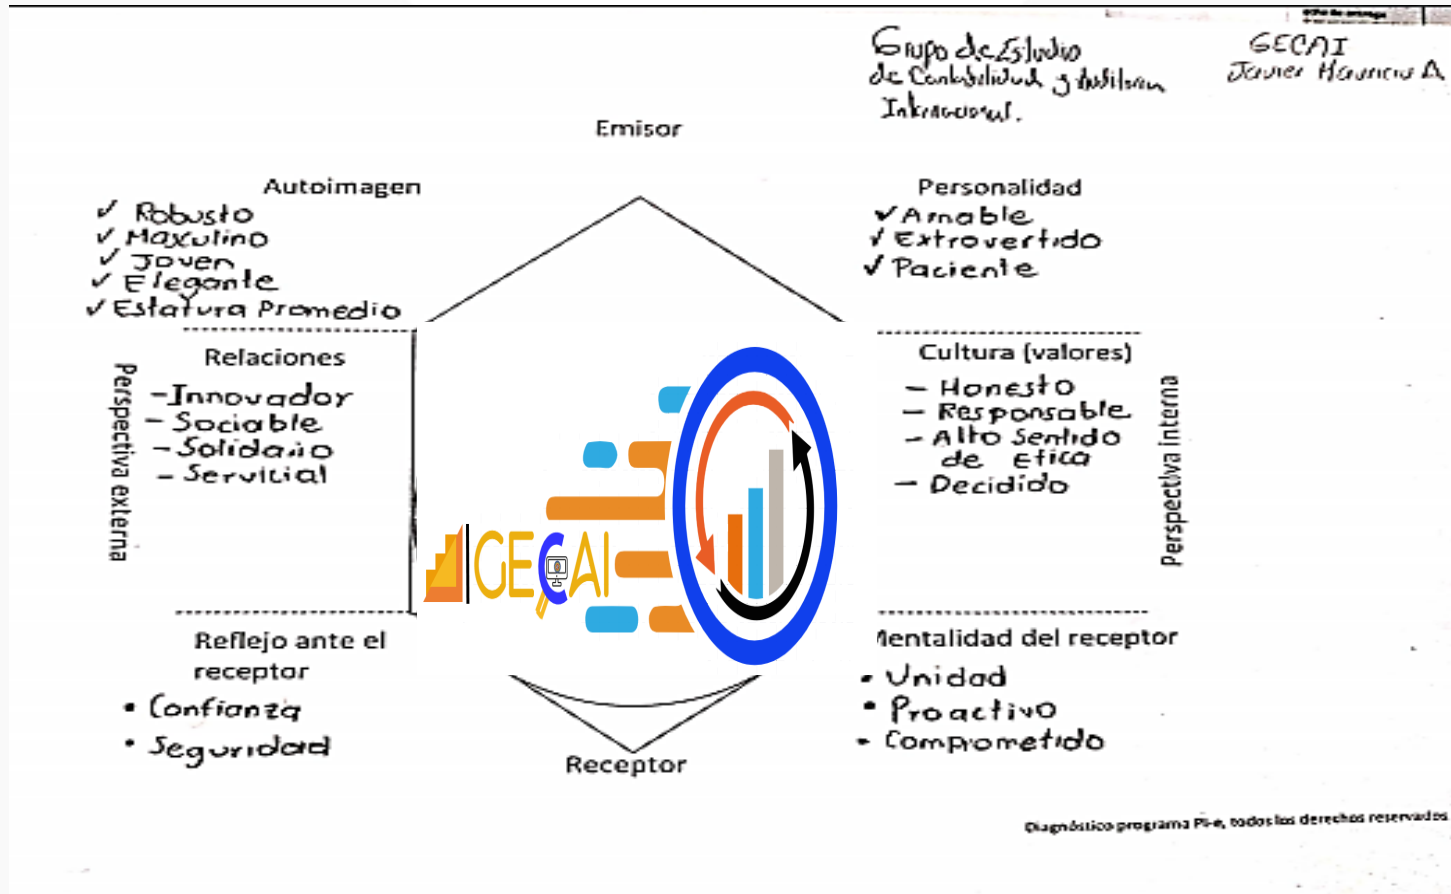 Grupo de Estudio
de Contabilidad y Auditoria
Internacional.
GECAI
Javier Mauricio A
Emisor
Autoimagen
✓ Robusto
✓ Maxulino
✓ Joven
✓ Elegante
✓ Estatura Promedio
Personalidad
✓ Amable
✓ Extrovertido
✓ Paciente
Perspectiva externa
Relaciones
- Innovador
- Sociable
- Solidario
- Servicial
Cultura (valores)
- Honesto
- Responsable
- Alto Sentido
de Etica
- Decidido
Perspectiva interna
GECAI
Reflejo ante el
receptor
• Confianza
• Seguridad
Mentalidad del receptor
• Unidad
• Proactivo
• Comprometido
Receptor
Diagnóstico programa PI-e, todos los derechos reservados